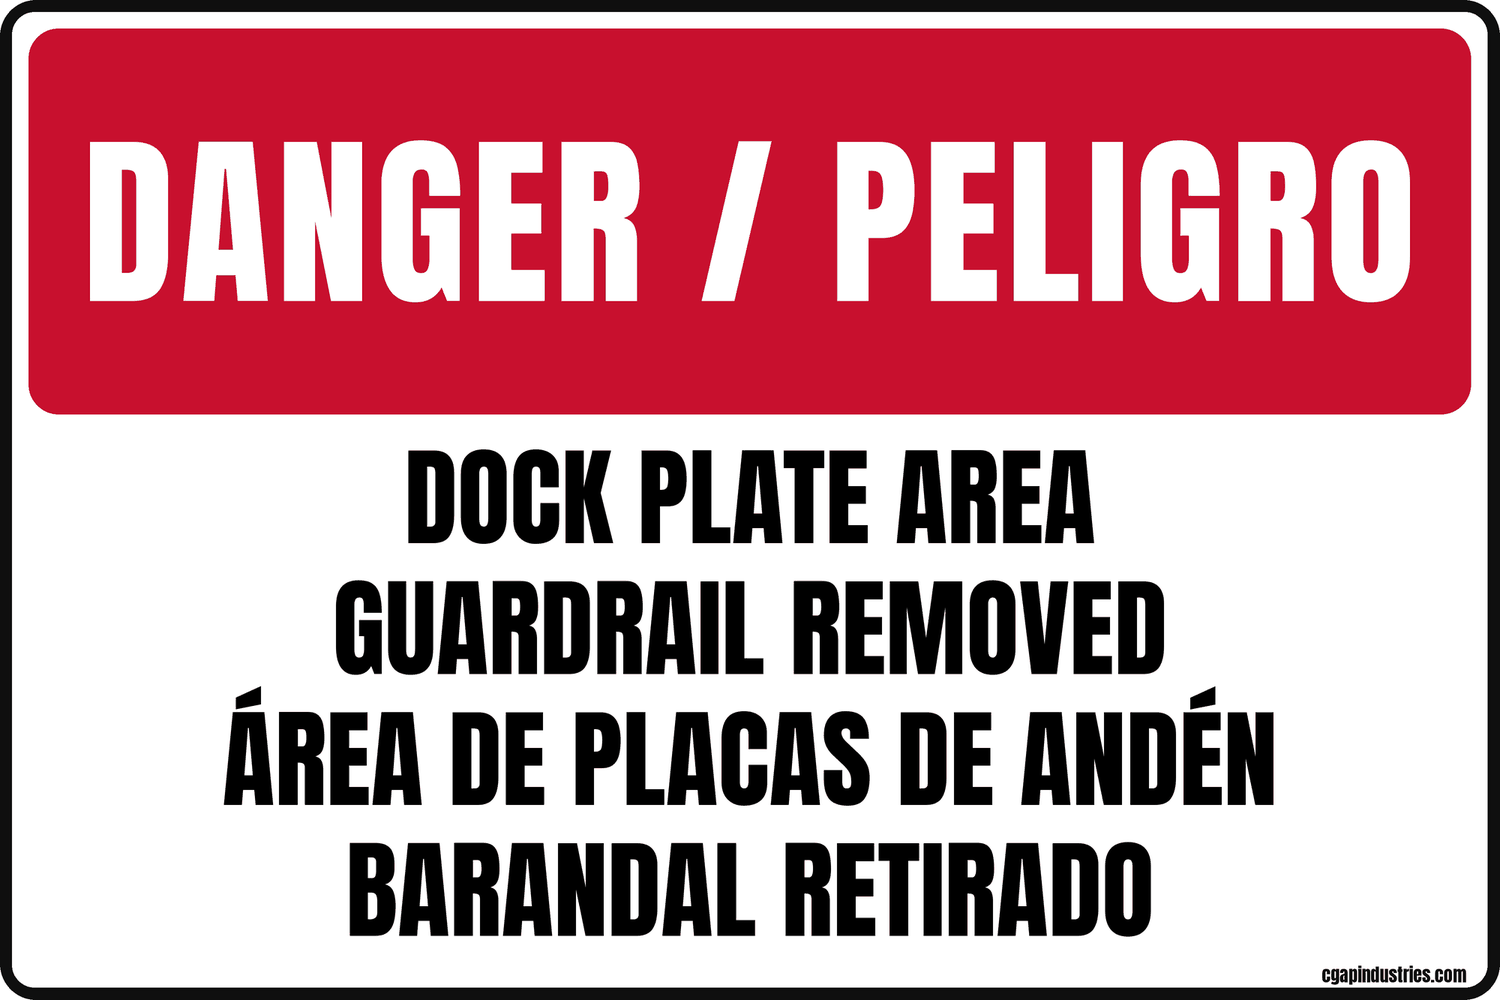 DANGER / PELIGRO
DOCK PLATE AREA
GUARDRAIL REMOVED
ÁREA DE PLACAS DE ANDÉN
BARANDAL RETIRADO
cgapindustries.com